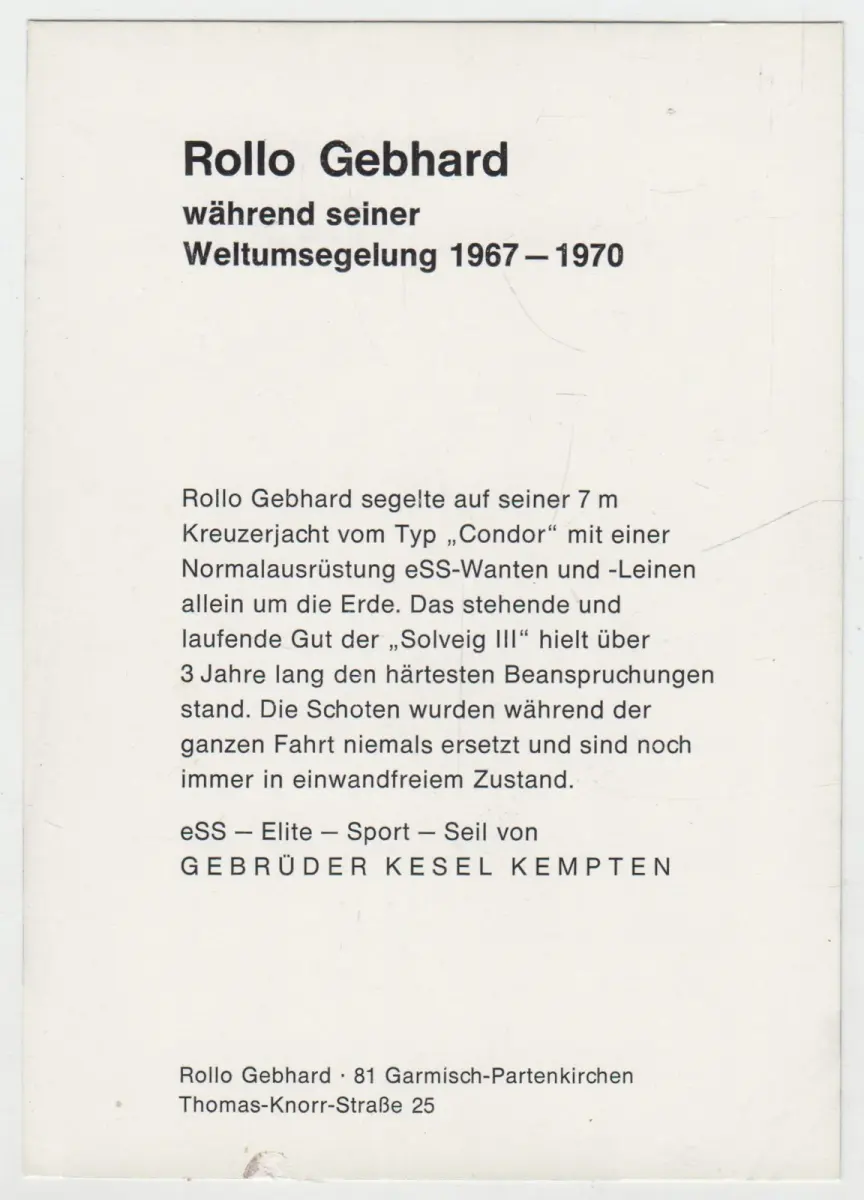 Rollo Gebhard
während seiner
Weltumsegelung 1967 – 1970
Rollo Gebhard segelte auf seiner 7 m
Kreuzerjacht vom Typ „Condor“ mit einer
Normalausrüstung eSS-Wanten und -Leinen
allein um die Erde. Das stehende und
laufende Gut der „Solveig III“ hielt über
3 Jahre lang den härtesten Beanspruchungen
stand. Die Schoten wurden während der
ganzen Fahrt niemals ersetzt und sind noch
immer in einwandfreiem Zustand.
eSS – Elite – Sport – Seil von
GEBRÜDER KESEL KEMPTEN
Rollo Gebhard · 81 Garmisch-Partenkirchen
Thomas-Knorr-Straße 25